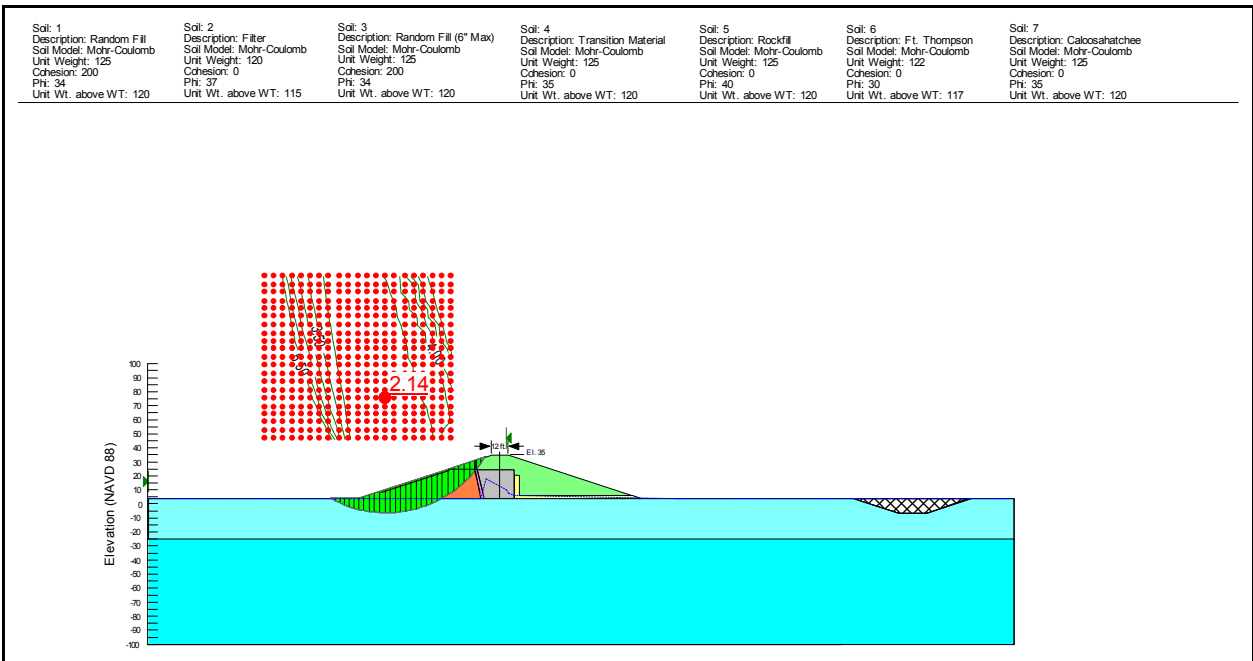 Soil: 1
Description: Random Fill
Soil Model: Mohr-Coulomb
Unit Weight: 125
Cohesion: 200
Phi: 34
Unit Wt. above WT: 120
Soil: 2
Description: Filter
Soil Model: Mohr-Coulomb
Unit Weight: 120
Cohesion: 0
Phi: 37
Unit Wt. above WT: 115
Soil: 3
Description: Random Fill (6" Max)
Soil Model: Mohr-Coulomb
Unit Weight: 125
Cohesion: 200
Phi: 34
Unit Wt. above WT: 120
Soil: 4
Description: Transition Material
Soil Model: Mohr-Coulomb
Unit Weight: 125
Cohesion: 0
Phi: 35
Unit Wt. above WT: 120
Soil: 5
Description: Rockfill
Soil Model: Mohr-Coulomb
Unit Weight: 125
Cohesion: 0
Phi: 40
Unit Wt. above WT: 120
Soil: 6
Description: Ft. Thompson
Soil Model: Mohr-Coulomb
Unit Weight: 122
Cohesion: 0
Phi: 30
Unit Wt. above WT: 117
Soil: 7
Description: Caloosahatchee
Soil Model: Mohr-Coulomb
Unit Weight: 125
Cohesion: 0
Phi: 35
Unit Wt. above WT: 120
2.14
12 ft.
El. 35
Elevation (NAVD 88)
100
90
80
70
60
50
40
30
20
10
0
-10
-20
-30
-40
-50
-60
-70
-80
-90
-100